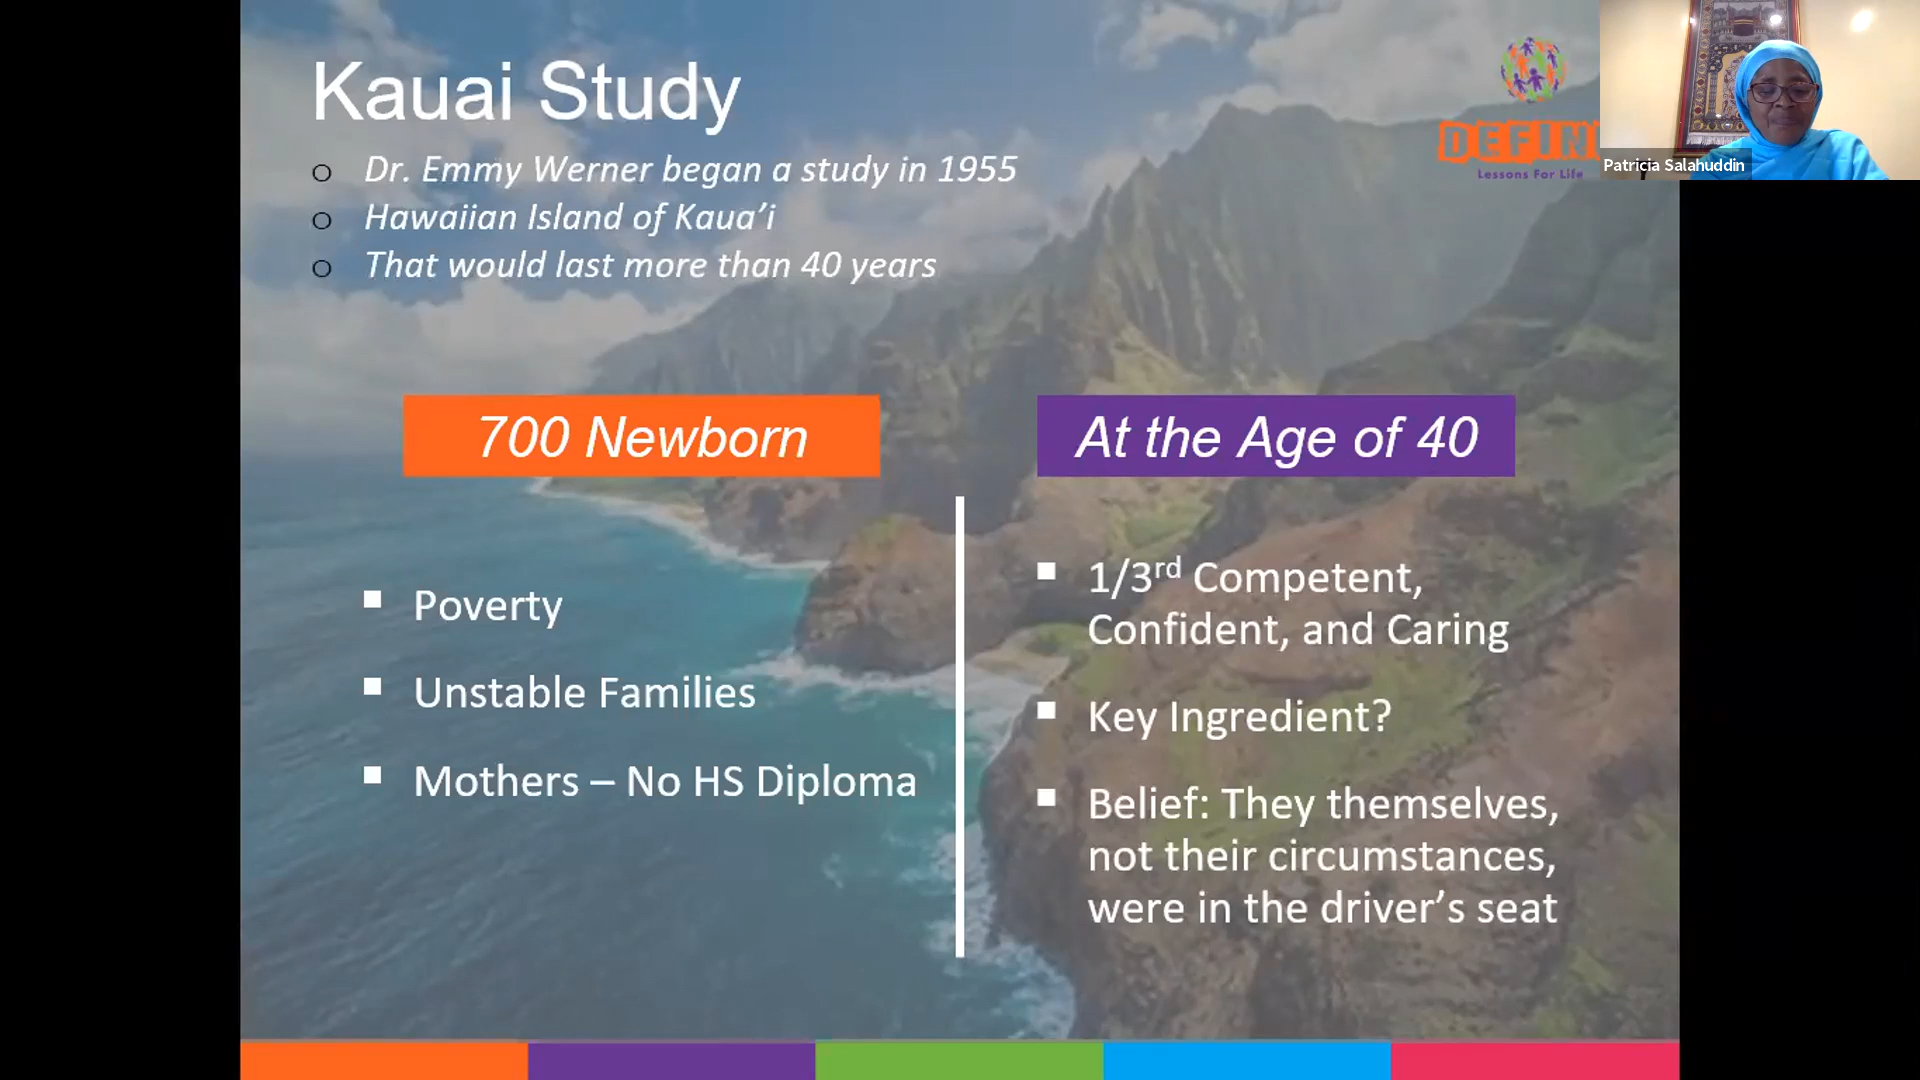 Kauai Study
Dr. Emmy Werner began a study in 1955
Hawaiian Island of Kaua’i
That would last more than 40 years
DEFIN
Lessons For Life
Patricia Salahuddin
700 Newborn
At the Age of 40
Poverty
Unstable Families
Mothers – No HS Diploma
1/3rd Competent,
Confident, and Caring
Key Ingredient?
Belief: They themselves,
not their circumstances,
were in the driver’s seat